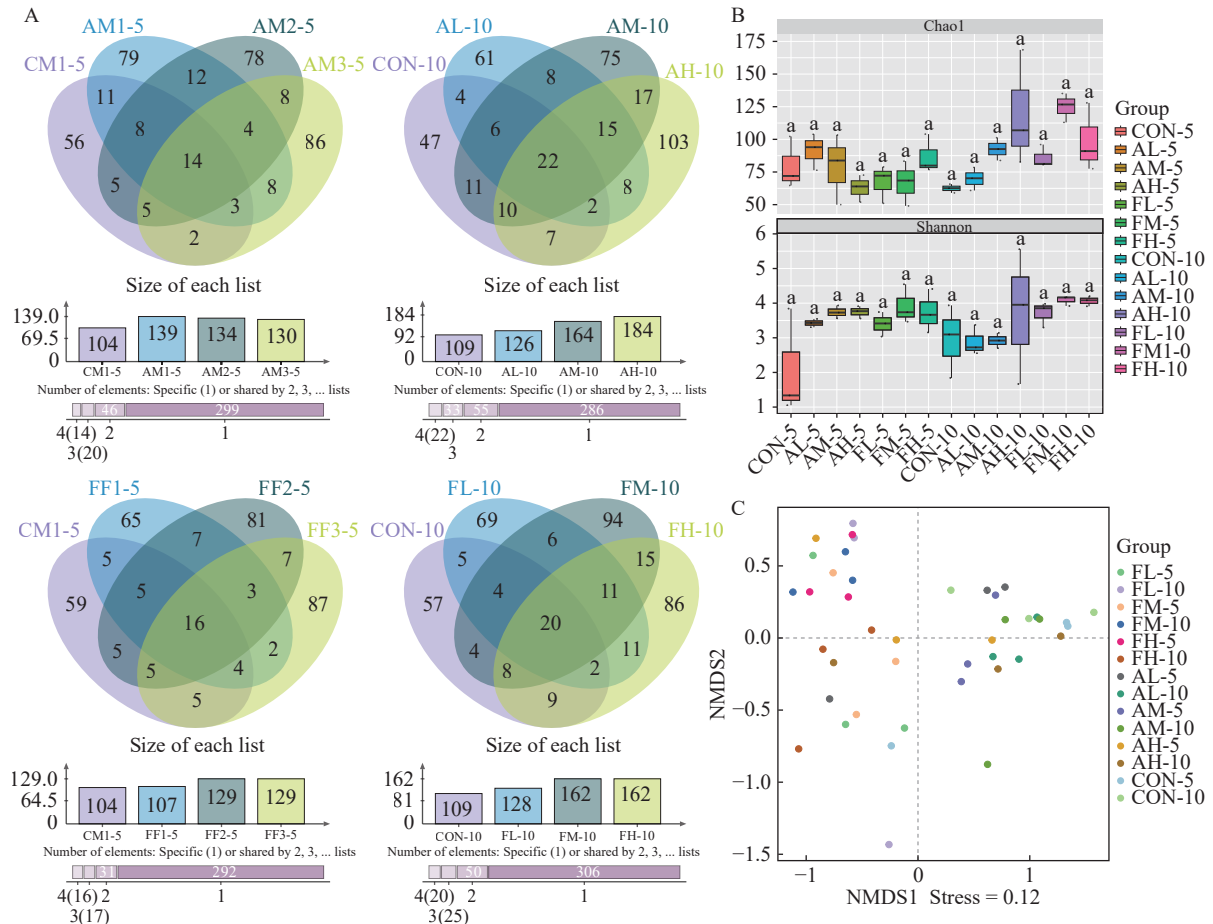 A
AM1-5 AM2-5
CM1-5 AM3-5
79 78
12
11 8
56 8 4 86
14
5 8
5 3
2
Size of each list
139.0
69.5
0
104 139 134 130
CM1-5 AM1-5 AM2-5 AM3-5
Number of elements: Specific (1) or shared by 2, 3, ... lists
46 299
4(14) 2 1
3(20)
AL-10 AM-10
CON-10 AH-10
61 75
8
4 17
47 6 15 103
22
11 8
10 2
7
Size of each list
184
92
0
109 126 164 184
CON-10 AL-10 AM-10 AH-10
Number of elements: Specific (1) or shared by 2, 3, ... lists
33 55 286
4(22) 2 1
3
FF1-5 FF2-5
CM1-5 FF3-5
65 81
7
5 7
59 5 3 87
16
5 2
5 4
5
Size of each list
129.0
64.5
0
104 107 129 129
CM1-5 FF1-5 FF2-5 FF3-5
Number of elements: Specific (1) or shared by 2, 3, ... lists
31 292
4(16) 2 1
3(17)
FL-10 FM-10
CON-10 FH-10
69 94
6
5 15
57 4 11 86
20
4 11
8 2
9
Size of each list
162
81
0
109 128 162 162
CON-10 FL-10 FM-10 FH-10
Number of elements: Specific (1) or shared by 2, 3, ... lists
50 306
4(20) 2 1
3(25)
B
Chao1
175
150
125
100
75
50
a a a a a a a a a a a a a a
Shannon
6
5
4
3
2
1
a a a a a a a a a a a a a a
CON-5 AL-5 AM-5 AH-5 FL-5 FM-5 FH-5 CON-10 AL-10 AM-10 AH-10 FL-10 FM-10 FH-10
Group
CON-5
AL-5
AM-5
AH-5
FL-5
FM-5
FH-5
CON-10
AL-10
AM-10
AH-10
FL-10
FM1-0
FH-10
C
NMDS2
0.5
0.0
−0.5
−1.0
−1.5
−1 0 1
NMDS1 Stress = 0.12
Group
FL-5
FL-10
FM-5
FM-10
FH-5
FH-10
AL-5
AL-10
AM-5
AM-10
AH-5
AH-10
CON-5
CON-10